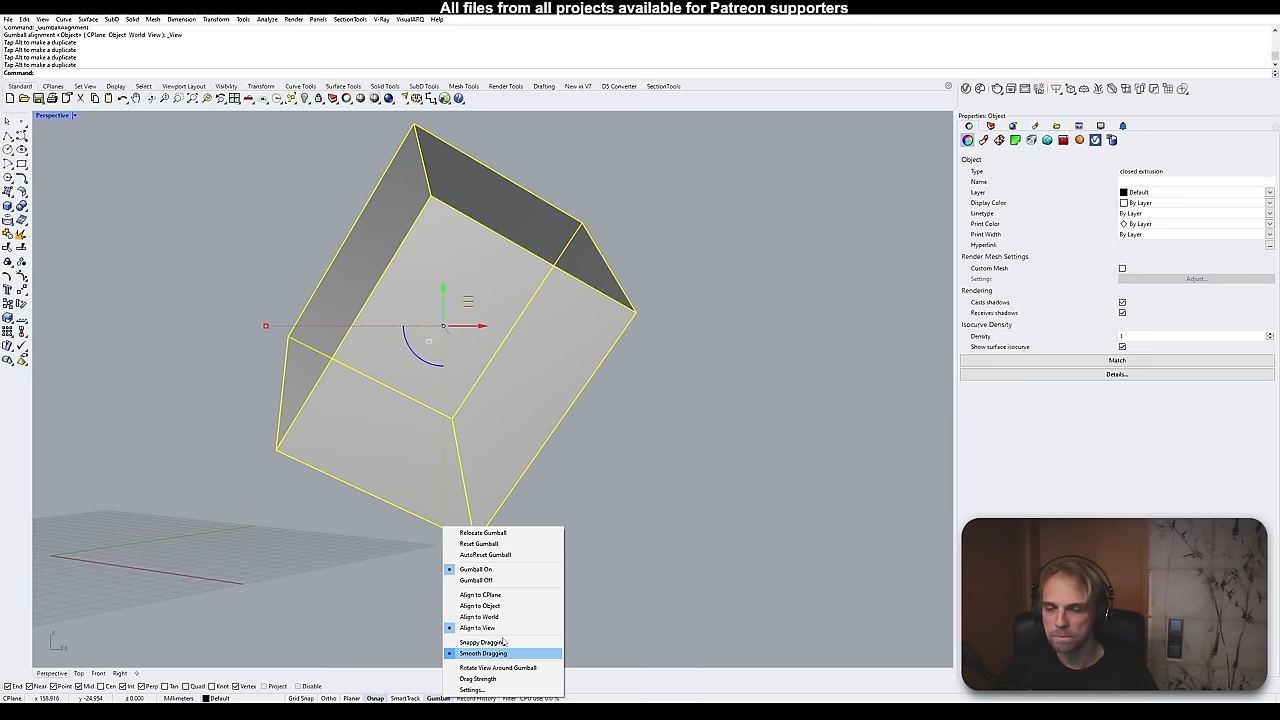 All files from all projects available for Patreon supporters
File Edit View Curve Surface SubD Solid Mesh Dimension Transform Tools Analyze Render Panels SectionTools V-Ray VisualARQ Help
Command: _GumballAlignment
Gumball alignment <Object> ( CPlane Object World View ): _View
Tap Alt to make a duplicate
Tap Alt to make a duplicate
Tap Alt to make a duplicate
Tap Alt to make a duplicate
Command:
Standard CPlanes Set View Display Select Viewport Layout Visibility Transform Curve Tools Surface Tools Solid Tools SubD Tools Mesh Tools Render Tools Drafting New in V7 D5 Converter SectionTools
Perspective
Properties: Object
Object
Type closed extrusion
Name
Layer Default
Display Color By Layer
Linetype By Layer
Print Color By Layer
Print Width By Layer
Hyperlink ...
Render Mesh Settings
Custom Mesh
Settings Adjust...
Rendering
Casts shadows
Receives shadows
Isocurve Density
Density 1
Show surface isocurve
Match
Details...
Relocate Gumball
Reset Gumball
AutoReset Gumball
Gumball On
Gumball Off
Align to CPlane
Align to Object
Align to World
Align to View
Snappy Dragging
Smooth Dragging
Rotate View Around Gumball
Drag Strength
Settings...
Perspective Top Front Right
End Near Point Mid Cen Int Perp Tan Quad Knot Vertex Project Disable
CPlane x 158.916 y -24.954 z 0.000 Millimeters Default Grid Snap Ortho Planar Osnap SmartTrack Gumball Record History Filter